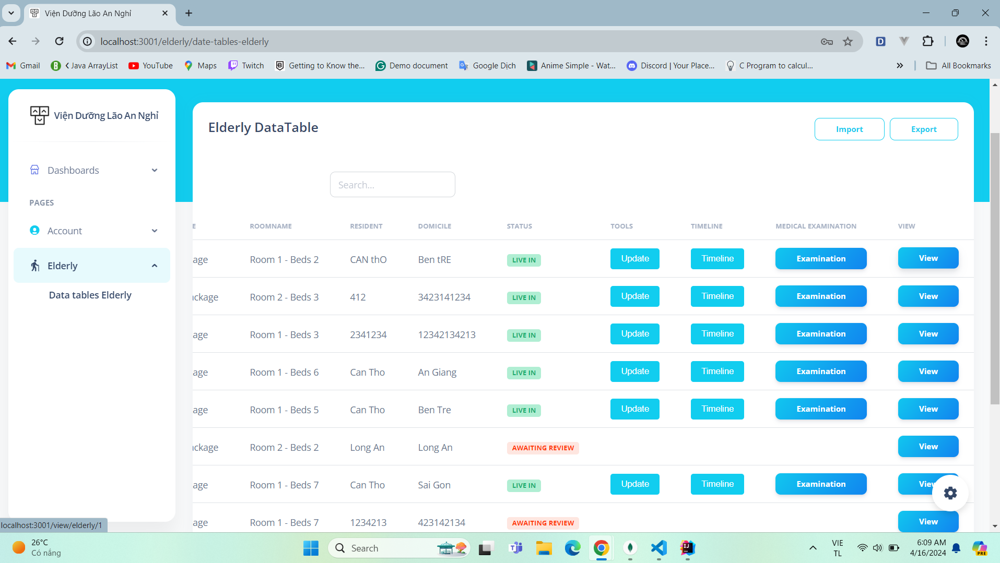 Viện Dưỡng Lão An Nghỉ
localhost:3001/elderly/date-tables-elderly
Gmail
Java ArrayList
YouTube
Maps
Twitch
Getting to Know the...
Demo document
Google Dịch
Anime Simple - Wat...
Discord | Your Place...
C Program to calcul...
All Bookmarks
Viện Dưỡng Lão An Nghỉ
Dashboards
PAGES
Account
Elderly
Data tables Elderly
Elderly DataTable
Import
Export
Search...
E ROOMNAME RESIDENT DOMICILE STATUS TOOLS TIMELINE MEDICAL EXAMINATION VIEW
age Room 1 - Beds 2 CAN thO Ben tRE LIVE IN Update Timeline Examination View
ackage Room 2 - Beds 3 412 3423141234 LIVE IN Update Timeline Examination View
age Room 1 - Beds 3 2341234 12342134213 LIVE IN Update Timeline Examination View
age Room 1 - Beds 6 Can Tho An Giang LIVE IN Update Timeline Examination View
age Room 1 - Beds 5 Can Tho Ben Tre LIVE IN Update Timeline Examination View
ackage Room 2 - Beds 2 Long An Long An AWAITING REVIEW View
age Room 1 - Beds 7 Can Tho Sai Gon LIVE IN Update Timeline Examination View
age Room 1 - Beds 7 1234213 423142134 AWAITING REVIEW View
localhost:3001/view/elderly/1
26°C
Có nắng
Search
VIE
TL
6:09 AM
4/16/2024
PRE